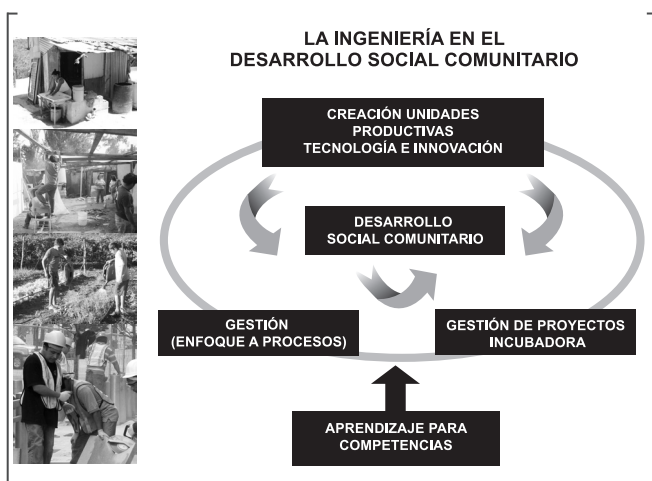 LA INGENIERÍA EN EL
DESARROLLO SOCIAL COMUNITARIO
CREACIÓN UNIDADES
PRODUCTIVAS
TECNOLOGÍA E INNOVACIÓN
DESARROLLO
SOCIAL COMUNITARIO
GESTIÓN
(ENFOQUE A PROCESOS)
GESTIÓN DE PROYECTOS
INCUBADORA
APRENDIZAJE PARA
COMPETENCIAS